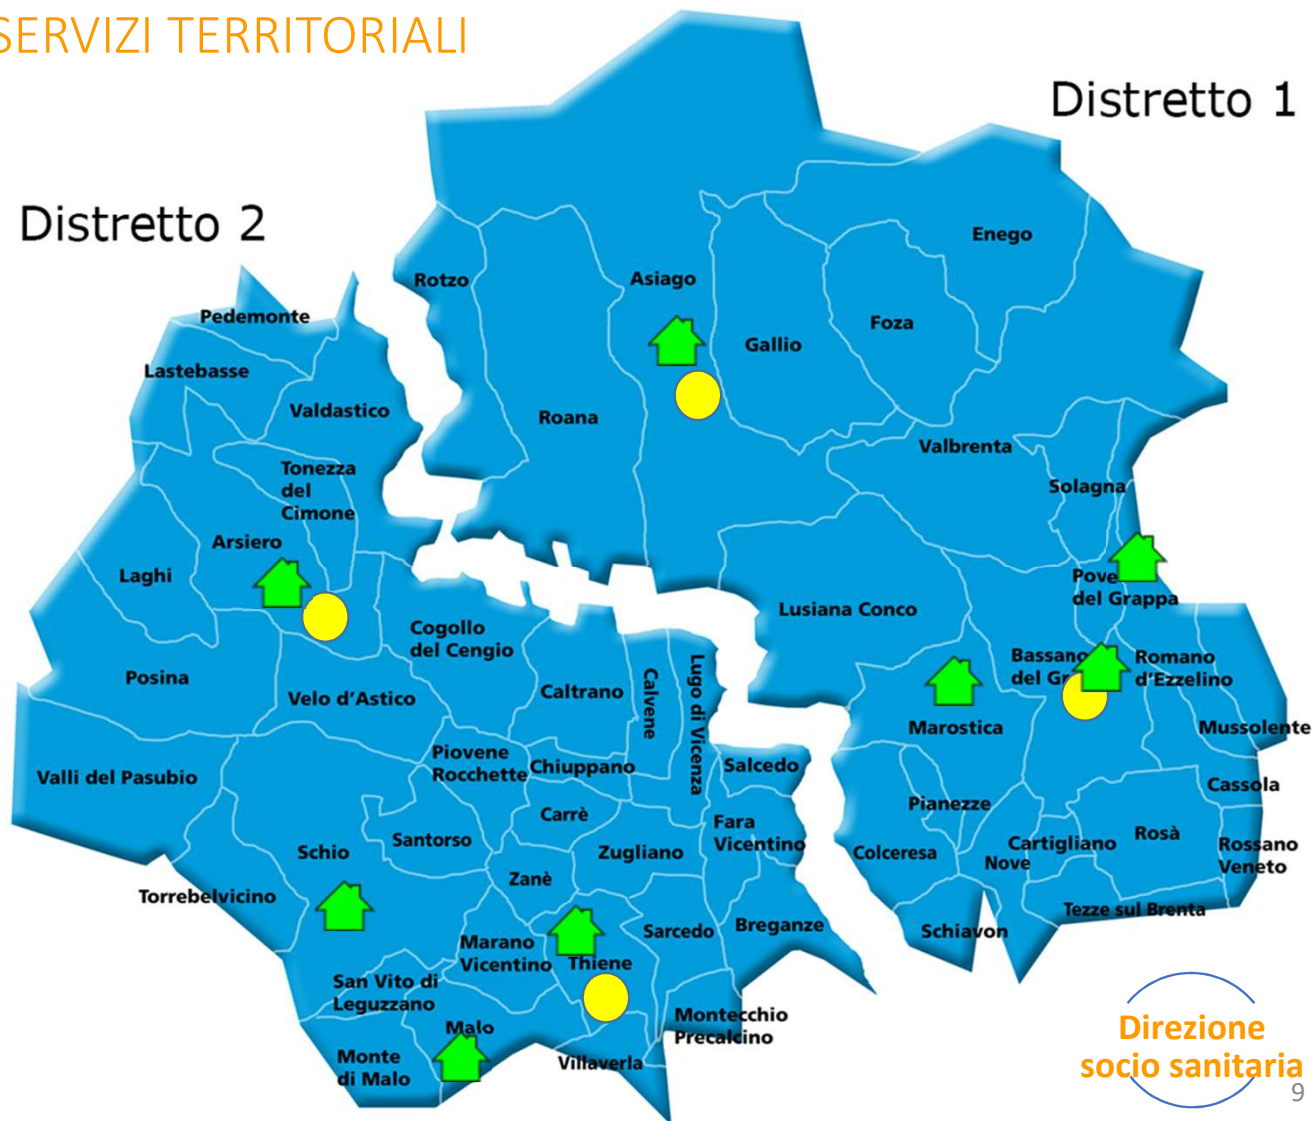 SERVIZI TERRITORIALI
Distretto 1
Distretto 2
Enego
Rotzo
Asiago
Pedemonte
Foza
Gallio
Lastebasse
Valdastico
Roana
Valbrenta
Tonezza
del
Cimone
Solagna
Arsiero
Laghi
Pove
del Grappa
Lusiana Conco
Cogollo
del Cengio
Bassano
del Gr
Romano
d'Ezzelino
Posina
Velo d'Astico
Caltrano
Calvene
Lugo di Vicenza
Marostica
Mussolente
Piovene
Rocchette
Chiuppano
Salcedo
Valli del Pasubio
Cassola
Pianezze
Carrè
Fara
Vicentino
Santorso
Schio
Zugliano
Colceresa
Nove
Cartigliano
Rosà
Rossano
Veneto
Zanè
Torrebelvicino
Tezze sul Brenta
Schiavon
Breganze
Sarcedo
Marano
Vicentino
Thiene
San Vito di
Leguzzano
Malo
Montecchio
Precalcino
Monte
di Malo
Villaverla
Direzione
socio sanitaria
9